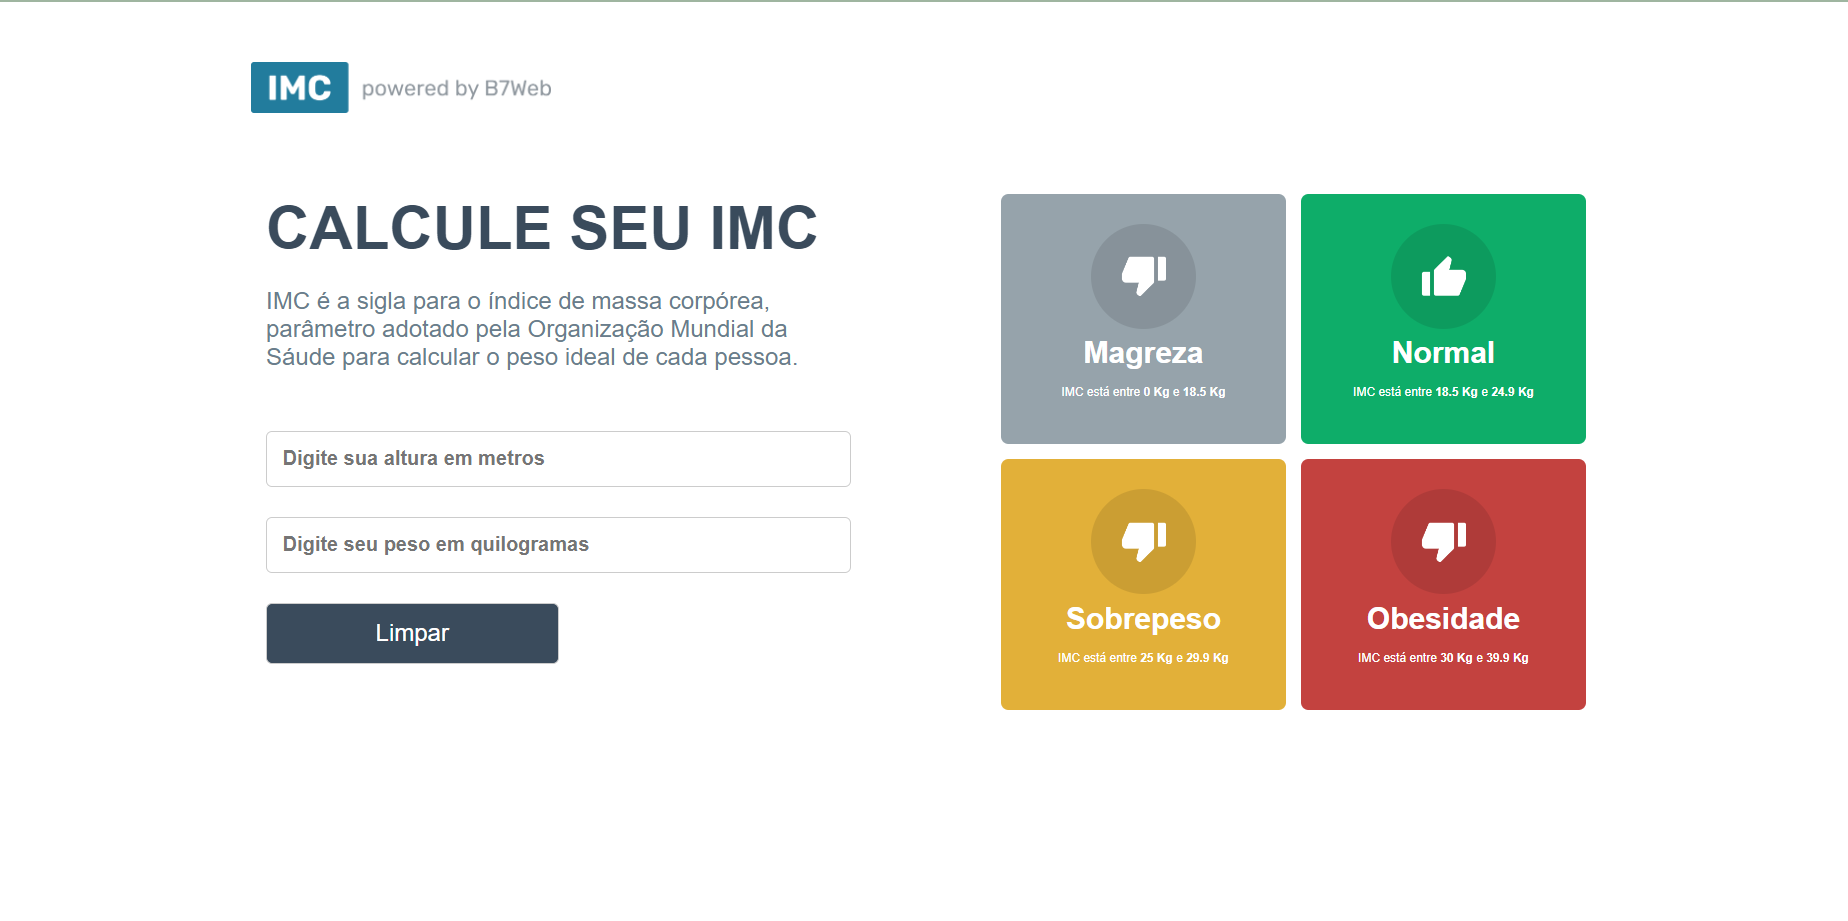 IMC powered by B7Web
CALCULE SEU IMC
IMC é a sigla para o índice de massa corpórea,
parâmetro adotado pela Organização Mundial da
Sáude para calcular o peso ideal de cada pessoa.
Digite sua altura em metros
Digite seu peso em quilogramas
Limpar
Magreza
IMC está entre 0 Kg e 18.5 Kg
Normal
IMC está entre 18.5 Kg e 24.9 Kg
Sobrepeso
IMC está entre 25 Kg e 29.9 Kg
Obesidade
IMC está entre 30 Kg e 39.9 Kg